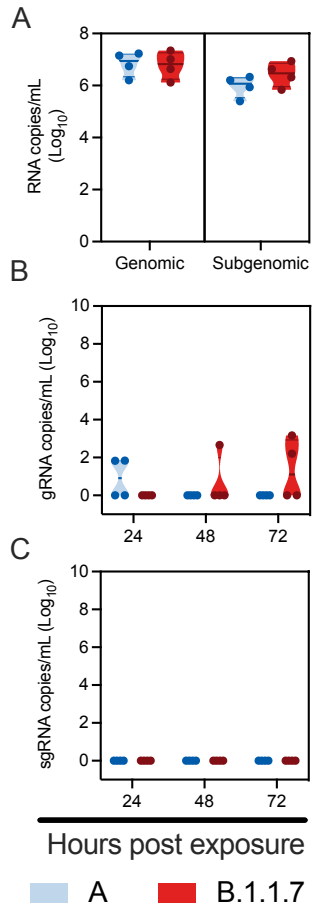 A
RNA copies/mL
(Log10)
8
6
4
2
0
Genomic
Subgenomic
B
gRNA copies/mL (Log10)
10
8
6
4
2
0
24
48
72
C
sgRNA copies/mL (Log10)
10
8
6
4
2
0
24
48
72
Hours post exposure
A
B.1.1.7